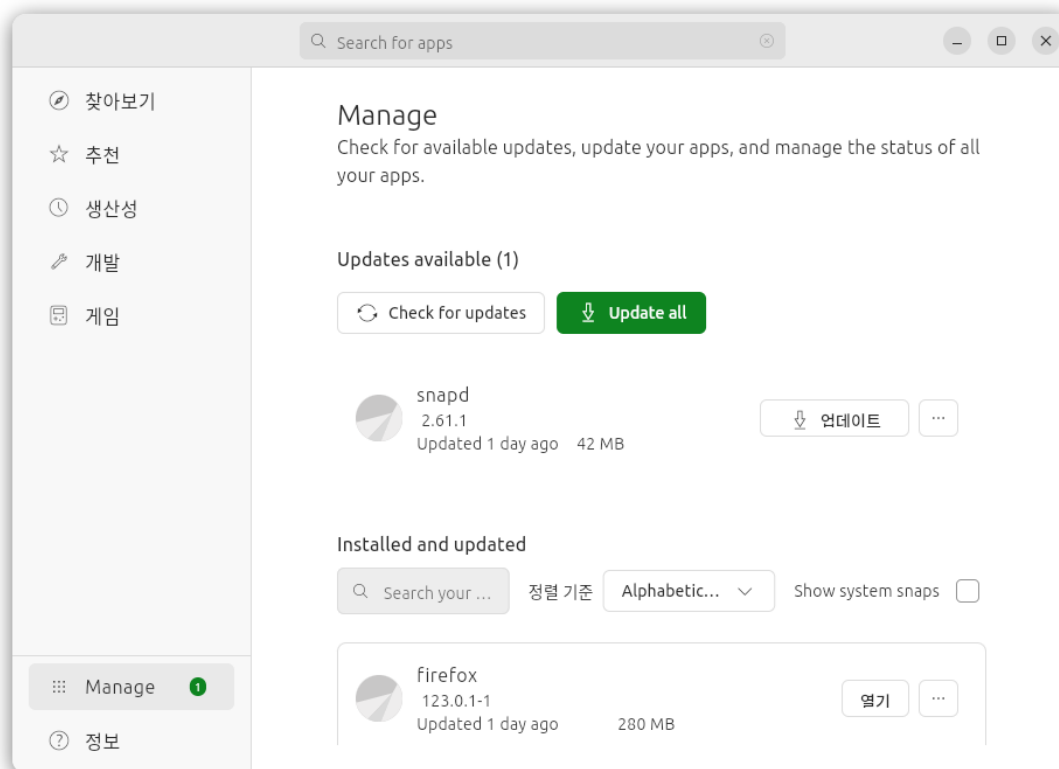 Search for apps
찾아보기
추천
생산성
개발
게임
Manage
1
정보
Manage
Check for available updates, update your apps, and manage the status of all
your apps.
Updates available (1)
Check for updates
Update all
snapd
2.61.1
Updated 1 day ago 42 MB
업데이트
...
Installed and updated
Search your ...
정렬 기준
Alphabetic...
Show system snaps
firefox
123.0.1-1
Updated 1 day ago 280 MB
열기
...